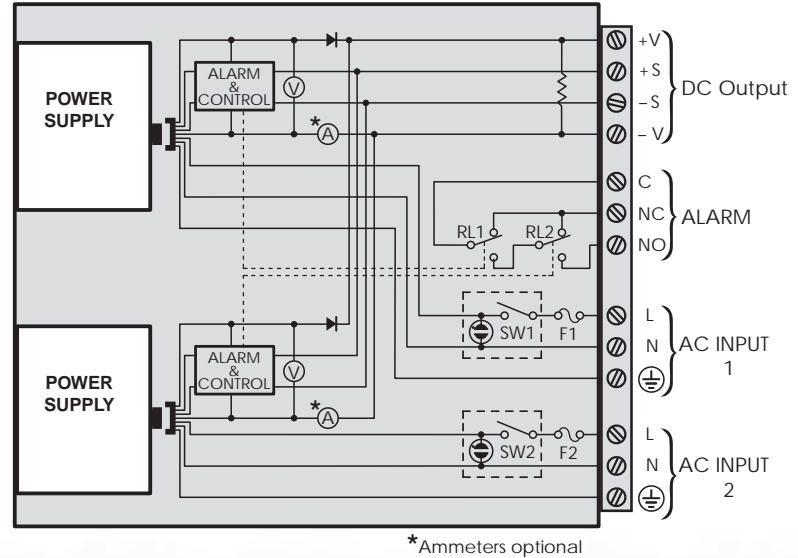 POWER
SUPPLY
ALARM
&
CONTROL
V
*
A
+V
+S
–S
–V
DC Output
C
NC
NO
ALARM
RL1
RL2
SW1
F1
L
N
AC INPUT
1
POWER
SUPPLY
ALARM
&
CONTROL
V
*
A
SW2
F2
L
N
AC INPUT
2
*Ammeters optional